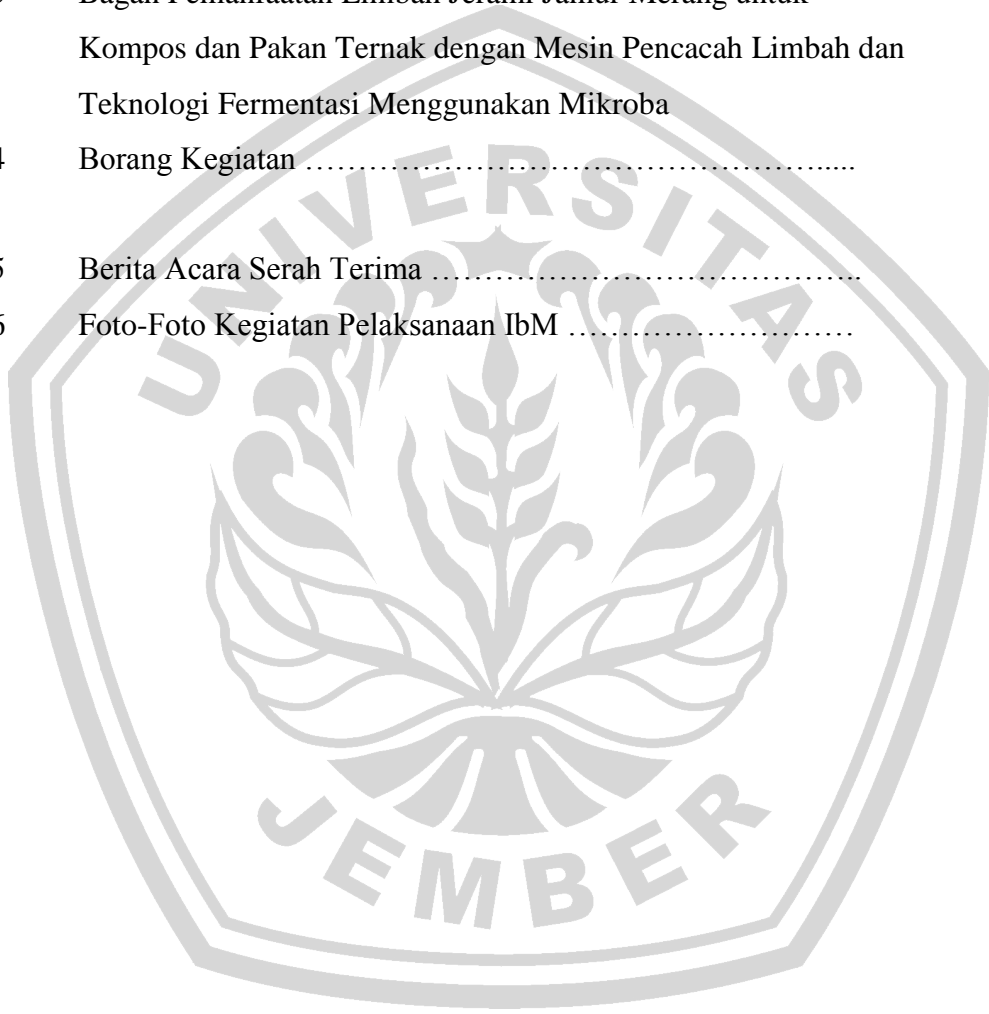 Bagan Pemanfaatan Limbah Jerami Jamur Merang untuk
Kompos dan Pakan Ternak dengan Mesin Pencacah Limbah dan
Teknologi Fermentasi Menggunakan Mikroba
4 Borang Kegiatan ……………………………………………….....
5 Berita Acara Serah Terima …………………………………...
6 Foto-Foto Kegiatan Pelaksanaan IbM ………………………
UNIVERSITAS
JEMBER